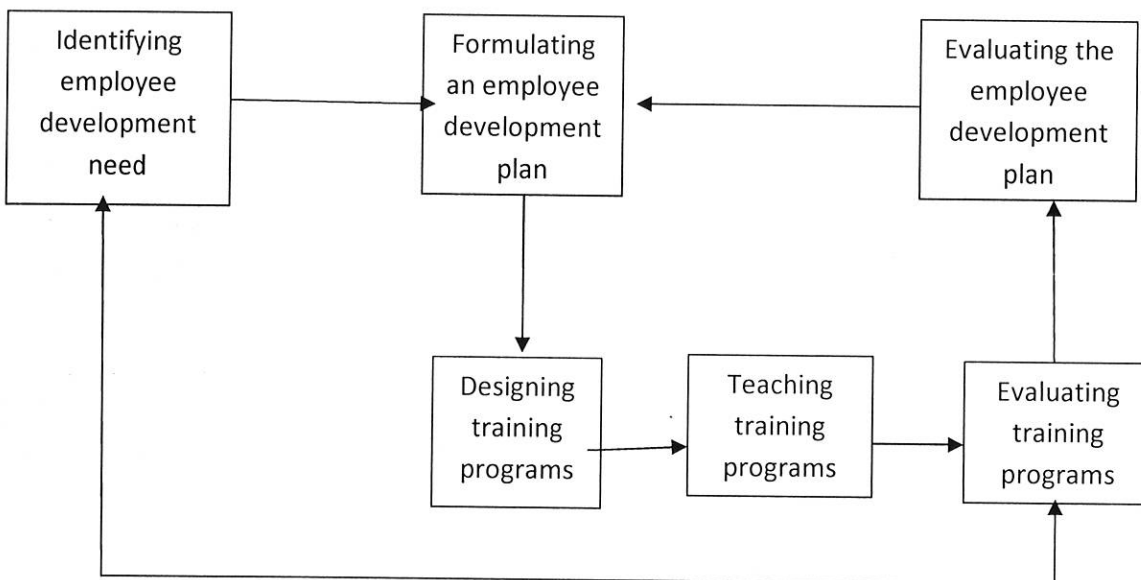 Identifying
employee
development
need
Formulating
an employee
development
plan
Evaluating the
employee
development
plan
Designing
training
programs
Teaching
training
programs
Evaluating
training
programs